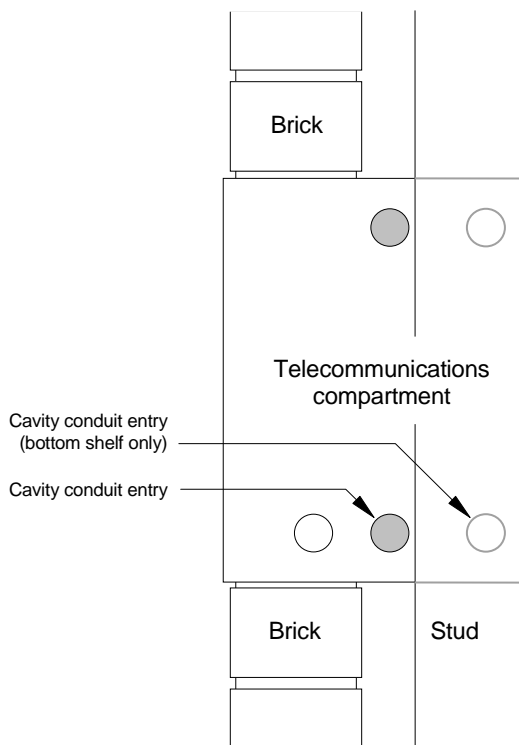 Brick
Telecommunications
compartment
Cavity conduit entry
(bottom shelf only)
Cavity conduit entry
Brick
Stud